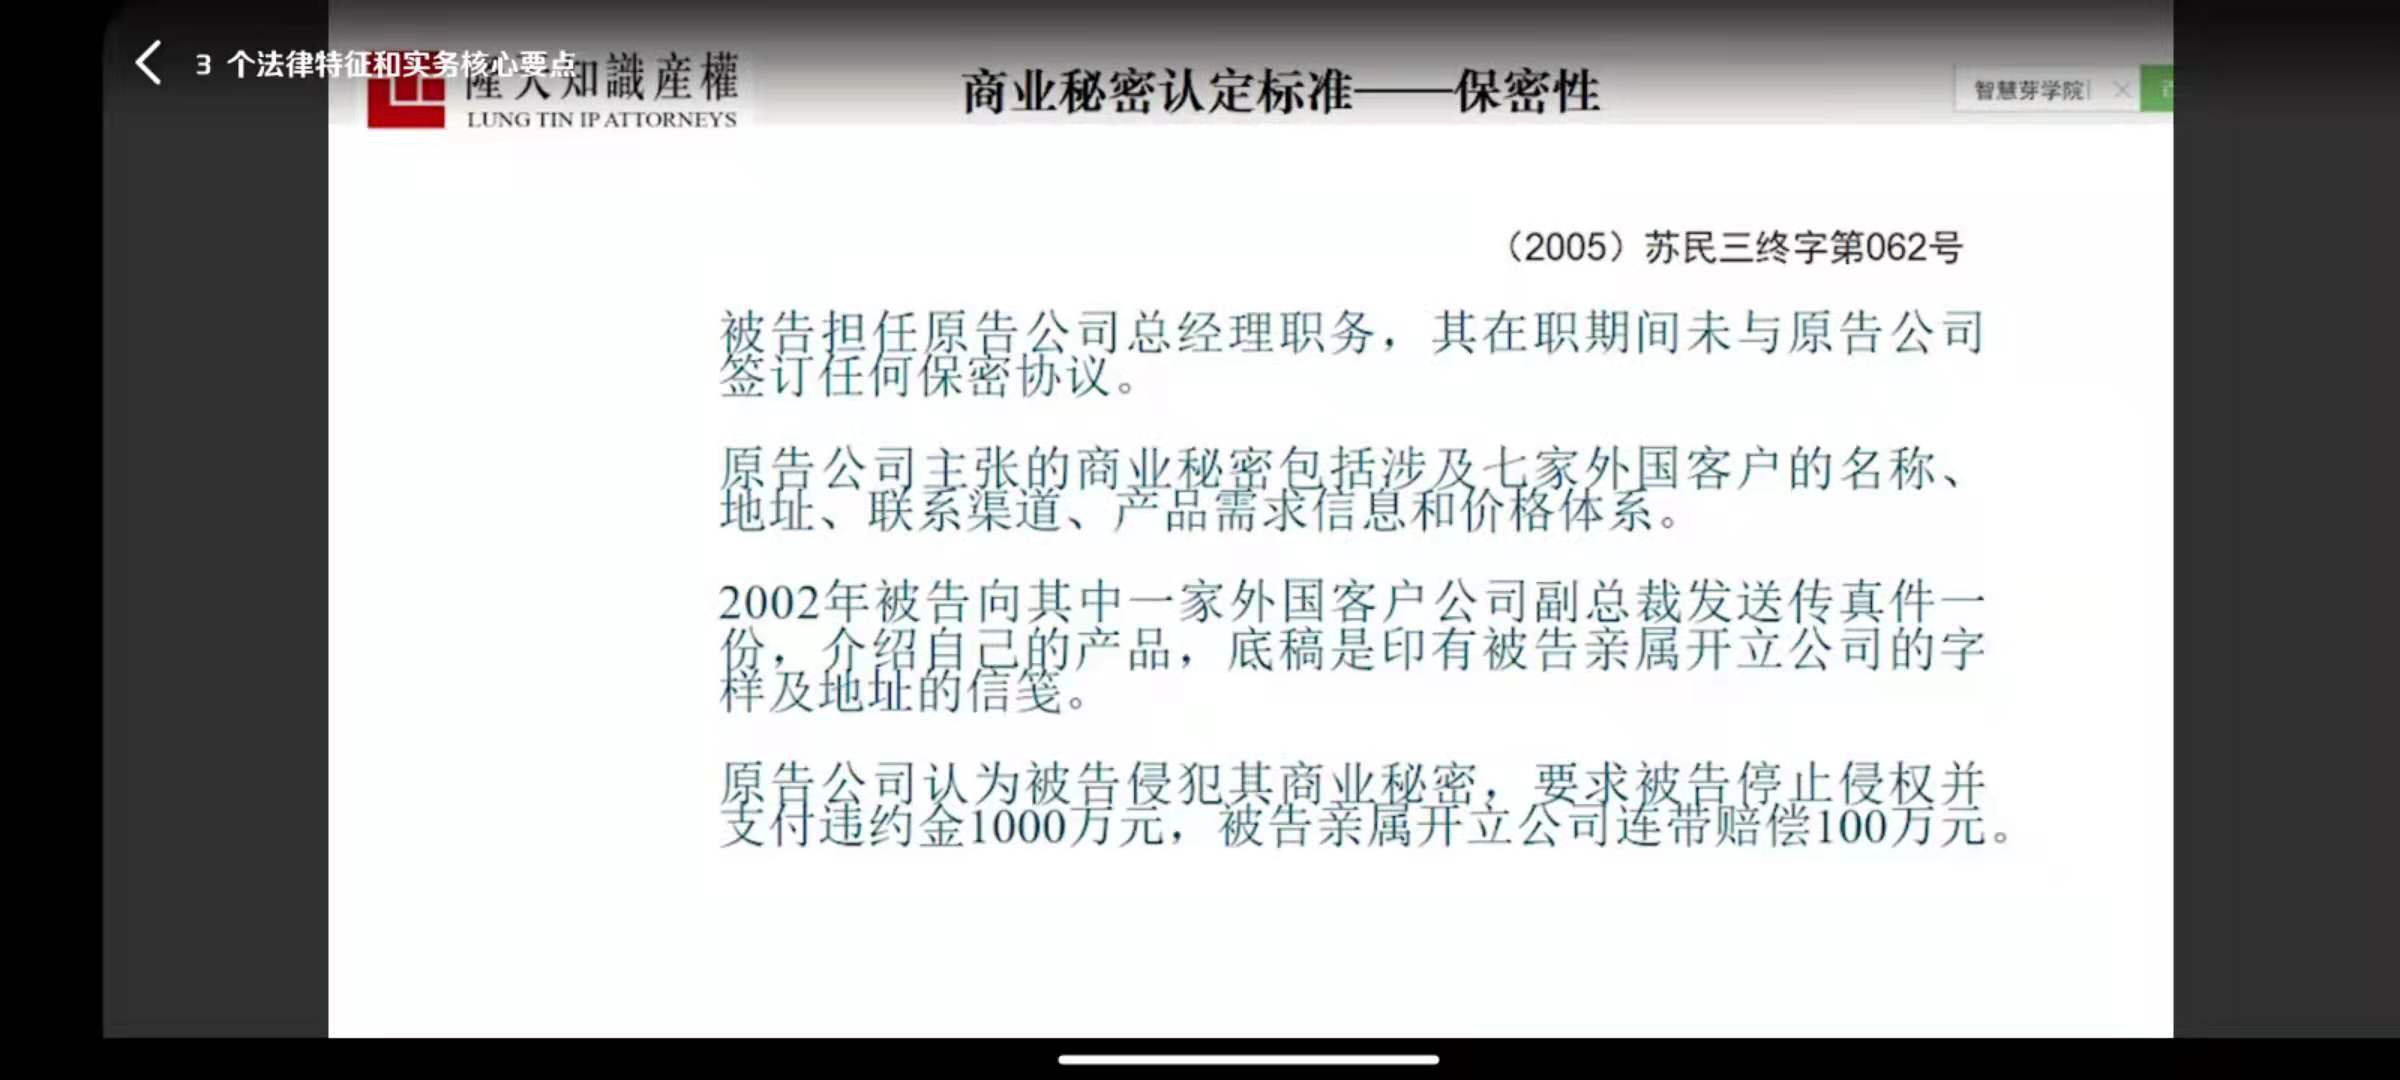 3 个法律特征和实务核心要点
隆天知識産權
LUNG TIN IP ATTORNEYS
商业秘密认定标准——保密性
智慧芽学院
（2005）苏民三终字第062号
被告担任原告公司总经理职务，其在职期间未与原告公司
签订任何保密协议。
原告公司主张的商业秘密包括涉及七家外国客户的名称、
地址、联系渠道、产品需求信息和价格体系。
2002年被告向其中一家外国客户公司副总裁发送传真件一
份，介绍自己的产品，底稿是印有被告亲属开立公司的字
样及地址的信笺。
原告公司认为被告侵犯其商业秘密，要求被告停止侵权并
支付违约金1000万元，被告亲属开立公司连带赔偿100万元。